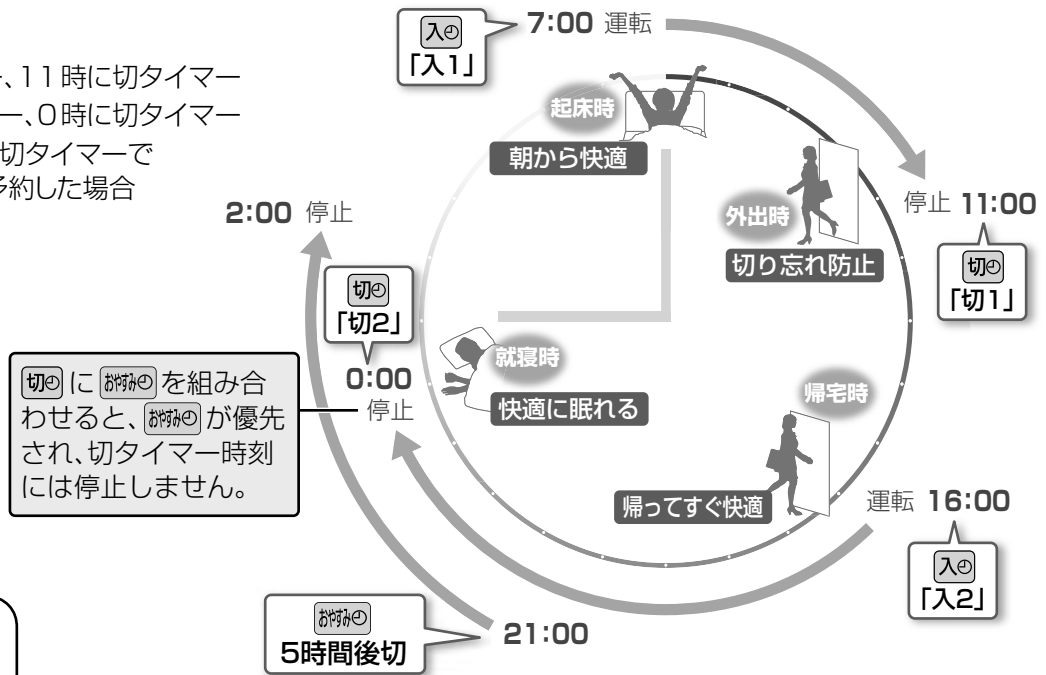 、11時に切タイマー
ー、0時に切タイマー
切タイマーで
予約した場合
入
「入1」
7:00 運転
起床時
朝から快適
外出時
切り忘れ防止
停止 11:00
切
「切1」
2:00 停止
切
「切2」
0:00
停止
就寝時
快適に眠れる
切 に おやすみ を組み合
わせると、おやすみ が優先
され、切タイマー時刻
には停止しません。
帰宅時
帰ってすぐ快適
運転 16:00
入
「入2」
おやすみ
5時間後切
21:00